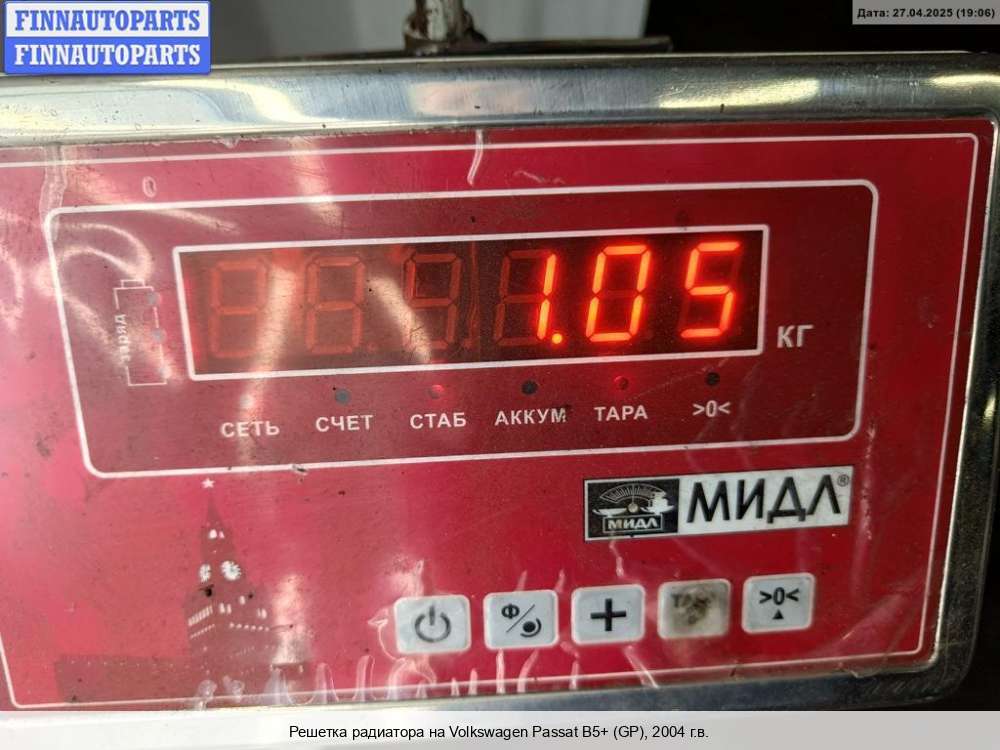 FINNAUTOPARTS
FINNAUTOPARTS
Дата: 27.04.2025 (19:06)
1.05
КГ
ЗАРЯД
СЕТЬ СЧЕТ СТАБ АККУМ ТАРА >0<
МИДЛ
МИДЛ®
Ф/
+
>0<
Решетка радиатора на Volkswagen Passat B5+ (GP), 2004 г.в.